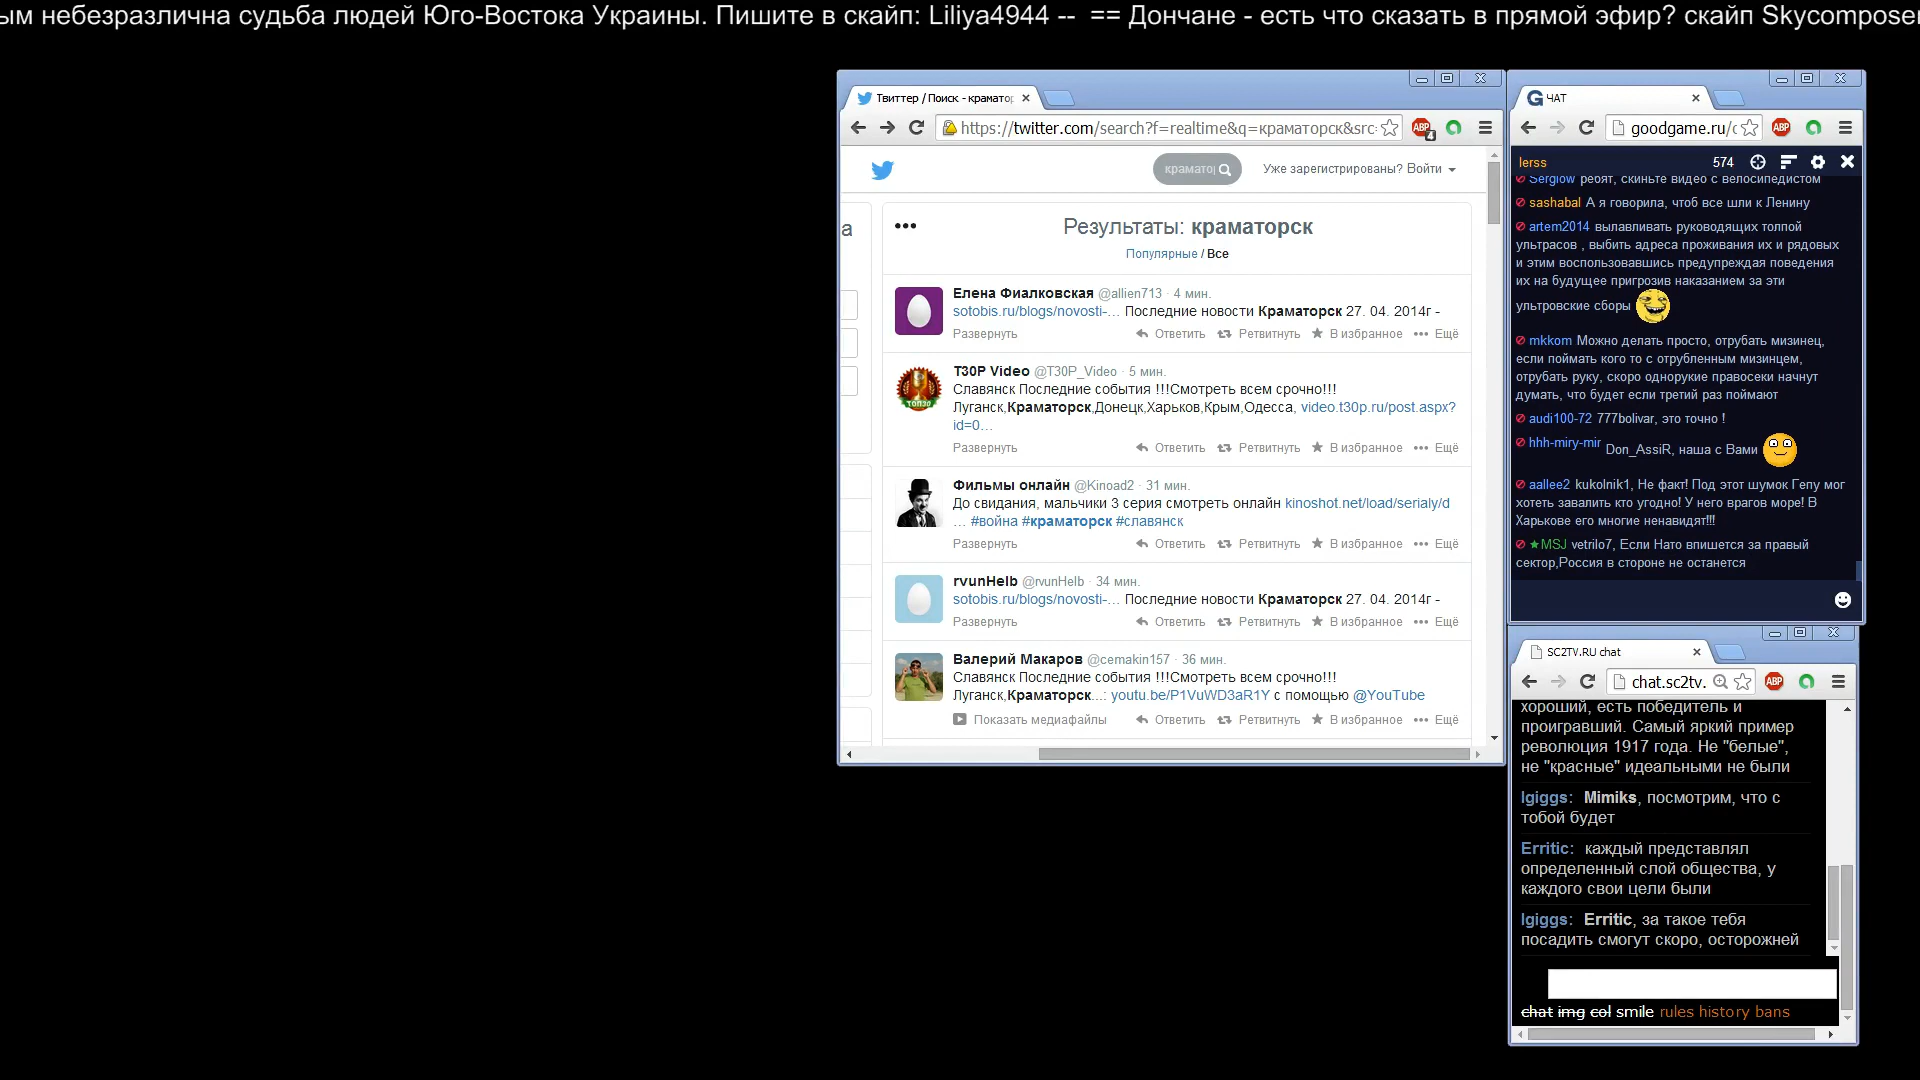 ым небезразлична судьба людей Юго-Востока Украины. Пишите в скайп: Liliya4944 --  == Дончане - есть что сказать в прямой эфир? скайп Skycomposer
Твиттер / Поиск - краматор
https://twitter.com/search?f=realtime&q=краматорск&src
ABP
4
краматор
Уже зарегистрированы? Войти
а
Результаты: краматорск
Популярные / Все
Елена Фиалковская @allien713 · 4 мин.
sotobis.ru/blogs/novosti-... Последние новости Краматорск 27. 04. 2014г -
Развернуть Ответить Ретвитнуть В избранное Ещё
ТОП30
T30P Video @T30P_Video · 5 мин.
Славянск Последние события !!!Смотреть всем срочно!!!
Луганск,Краматорск,Донецк,Харьков,Крым,Одесса, video.t30p.ru/post.aspx?
id=0...
Развернуть Ответить Ретвитнуть В избранное Ещё
Фильмы онлайн @Kinoad2 · 31 мин.
До свидания, мальчики 3 серия смотреть онлайн kinoshot.net/load/serialy/d
... #война #краматорск #славянск
Развернуть Ответить Ретвитнуть В избранное Ещё
rvunHelb @rvunHelb · 34 мин.
sotobis.ru/blogs/novosti-... Последние новости Краматорск 27. 04. 2014г -
Развернуть Ответить Ретвитнуть В избранное Ещё
Валерий Макаров @cemakin157 · 36 мин.
Славянск Последние события !!!Смотреть всем срочно!!!
Луганск,Краматорск...: youtu.be/P1VuWD3aR1Y с помощью @YouTube
Показать медиафайлы Ответить Ретвитнуть В избранное Ещё
G ЧАТ
goodgame.ru/c
ABP
lerss 574
Sergiow ребят, скиньте видео с велосипедистом
sashabal А я говорила, чтоб все шли к Ленину
artem2014 вылавливать руководящих толпой
ультрасов , выбить адреса проживания их и рядовых
и этим воспользовавшись предупреждая поведения
их на будущее пригрозив наказанием за эти
ультровские сборы
mkkom Можно делать просто, отрубать мизинец,
если поймать кого то с отрубленным мизинцем,
отрубать руку, скоро однорукие правосеки начнут
думать, что будет если третий раз поймают
audi100-72 777bolivar, это точно !
hhh-miry-mir Don_AssiR, наша с Вами
aallee2 kukolnik1, Не факт! Под этот шумок Гепу мог
хотеть завалить кто угодно! У него врагов море! В
Харькове его многие ненавидят!!!
MSJ vetrilo7, Если Нато впишется за правый
сектор,Россия в стороне не останется
SC2TV.RU chat
chat.sc2tv.
ABP
хороший, есть победитель и
проигравший. Самый яркий пример
революция 1917 года. Не "белые",
не "красные" идеальными не были
Igiggs: Mimiks, посмотрим, что с
тобой будет
Erritic: каждый представлял
определенный слой общества, у
каждого свои цели были
Igiggs: Erritic, за такое тебя
посадить смогут скоро, осторожней
chat img col smile rules history bans